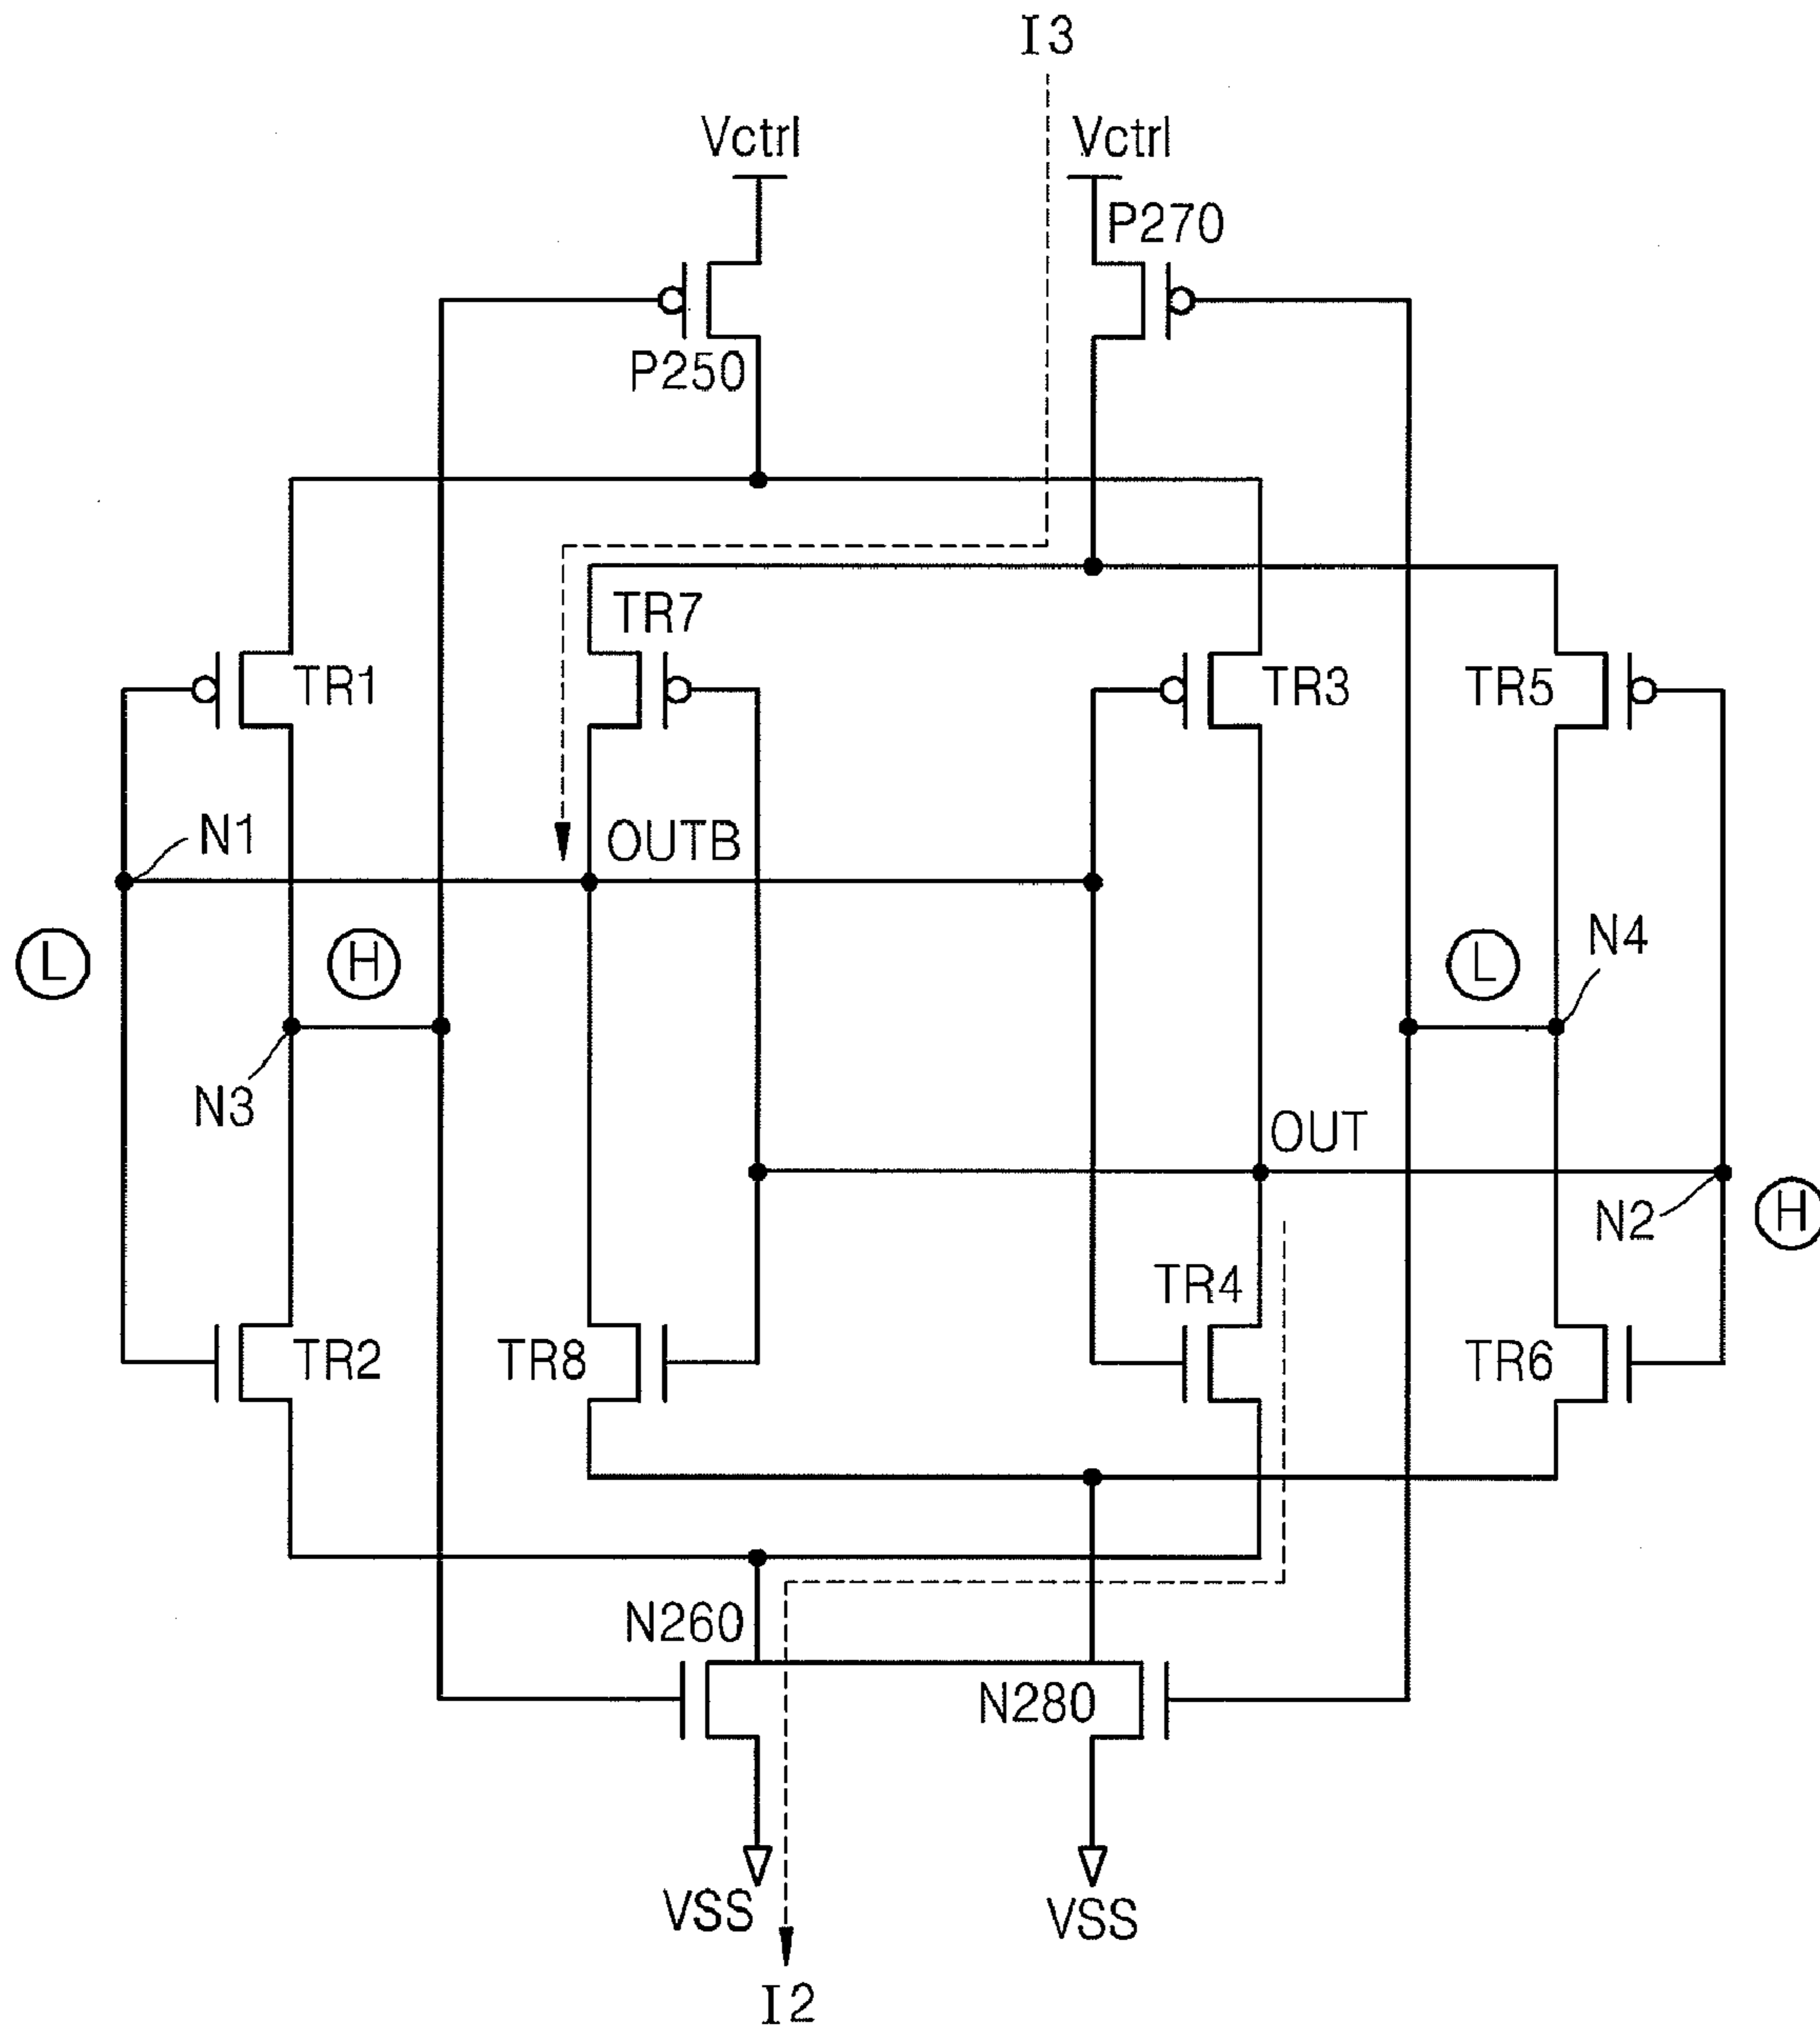 I3
Vctrl
Vctrl
P270
P250
TR7
TR1
TR3
TR5
N1
OUTB
L
H
L
N4
N3
OUT
N2
H
TR4
TR2
TR8
TR6
N260
N280
VSS
VSS
I2